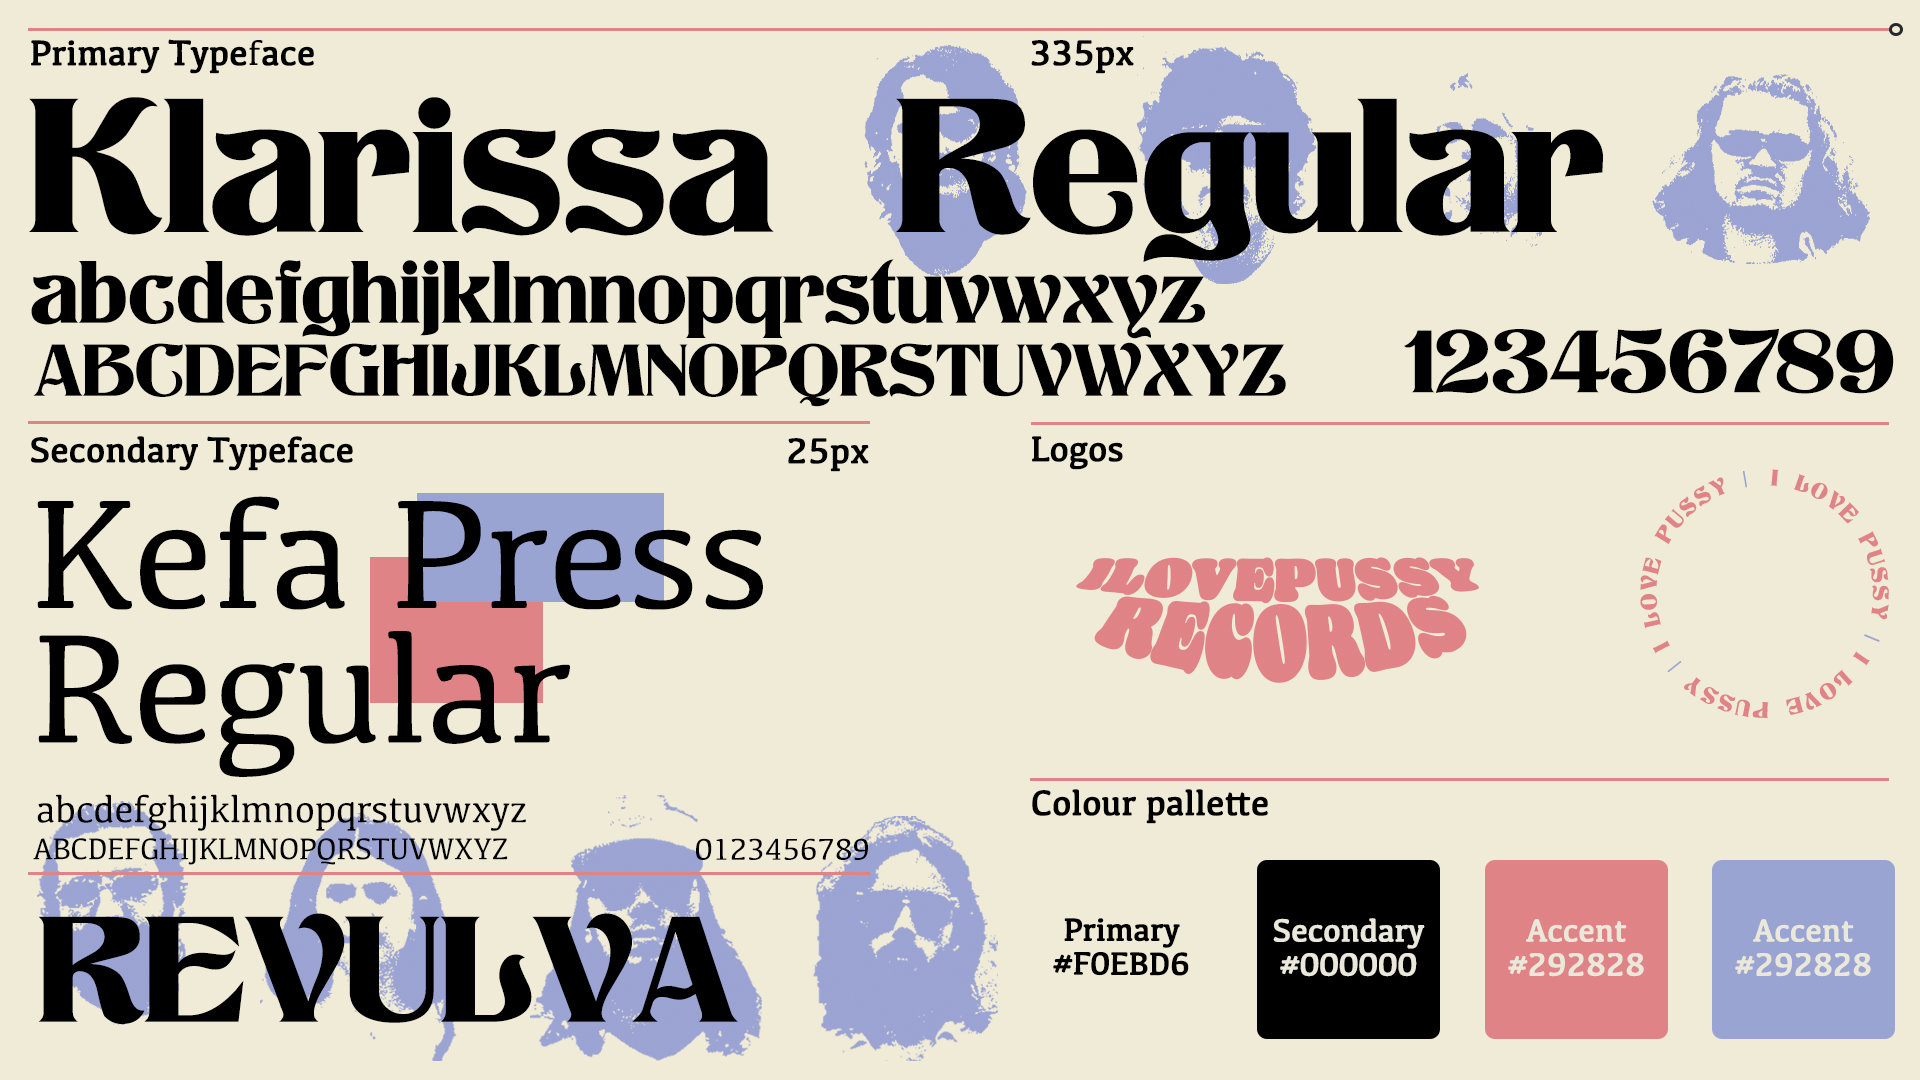 Primary Typeface
335px
Klarissa Regular
abcdefghijklmnopqrstuvwxyz
ABCDEFGHIJKLMNOPQRSTUVWXYZ
123456789
Secondary Typeface
25px
Kefa Press
Regular
abcdefghijklmnopqrstuvwxyz
ABCDEFGHIJKLMNOPQRSTUVWXYZ
0123456789
REVULVA
Logos
ILOVEPUSSY
RECORDS
I LOVE PUSSY | I LOVE PUSSY | I LOVE PUSSY |
Colour pallette
Primary
#F0EBD6
Secondary
#000000
Accent
#292828
Accent
#292828